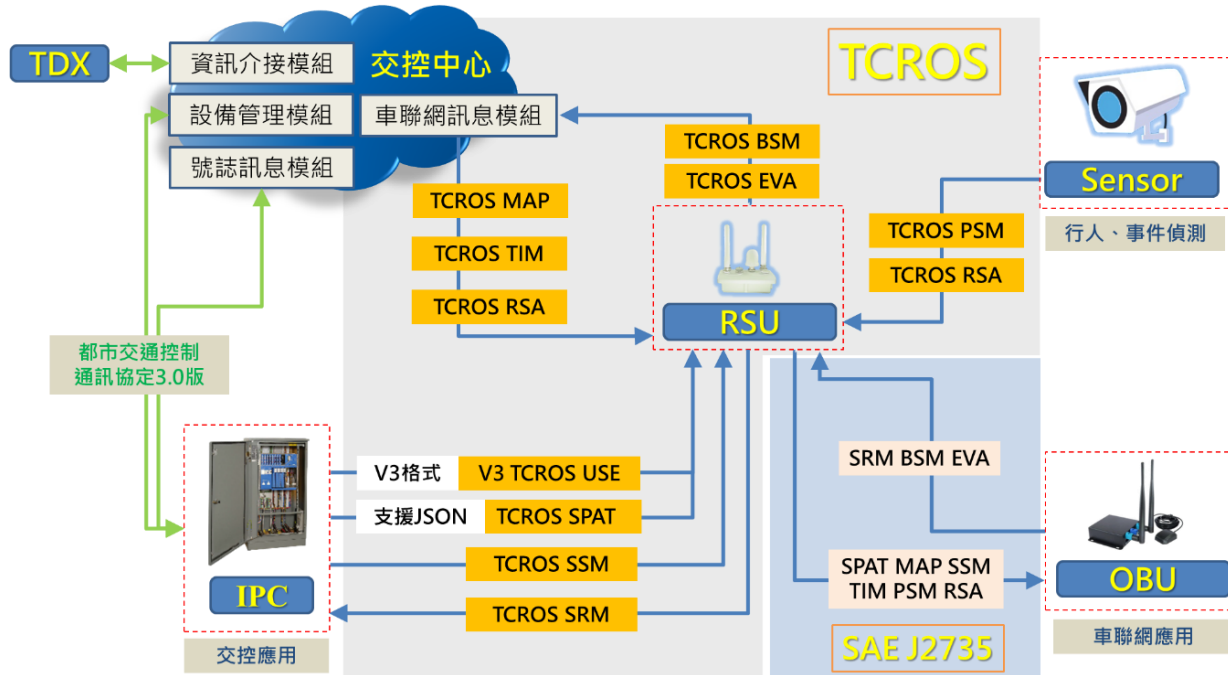 TDX
資訊介接模組
交控中心
設備管理模組
車聯網訊息模組
號誌訊息模組
TCROS
TCROS BSM
TCROS EVA
TCROS MAP
TCROS TIM
TCROS RSA
Sensor
行人、事件偵測
TCROS PSM
TCROS RSA
RSU
都市交通控制
通訊協定3.0版
V3格式
V3 TCROS USE
支援JSON
TCROS SPAT
TCROS SSM
TCROS SRM
IPC
交控應用
SRM BSM EVA
SPAT MAP SSM
TIM PSM RSA
OBU
車聯網應用
SAE J2735